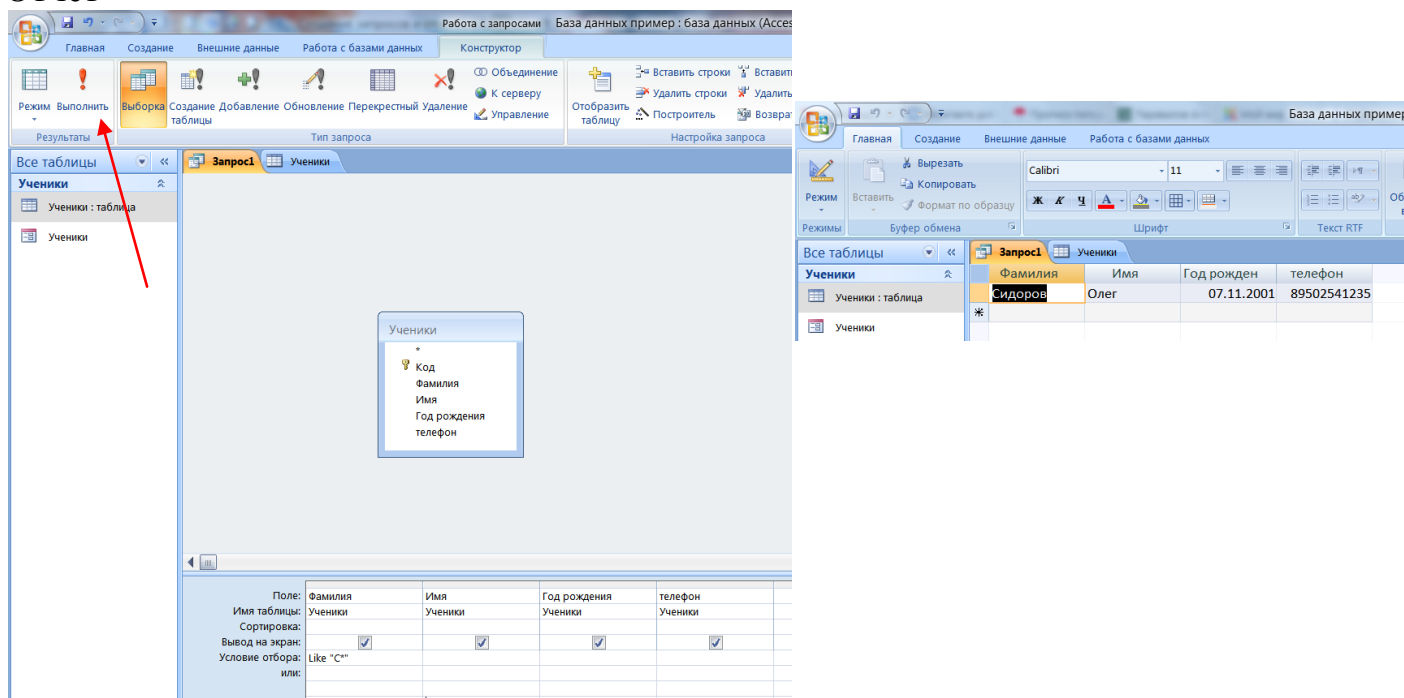 Работа с запросами База данных пример : база данных (Acces
Главная Создание Внешние данные Работа с базами данных Конструктор
Режим Выполнить
Выборка Создание таблицы Добавление Обновление Перекрестный Удаление
Объединение
К серверу
Управление
Отобразить таблицу
Вставить строки
Удалить строки
Построитель
Вставить
Удалить
Возвра
Результаты Тип запроса Настройка запроса
Все таблицы
Запрос1 Ученики
Ученики
Ученики : таблица
Ученики
Ученики
*
Код
Фамилия
Имя
Год рождения
телефон
Поле: Фамилия Имя Год рождения телефон
Имя таблицы: Ученики Ученики Ученики Ученики
Сортировка:
Вывод на экран:
Условие отбора: Like "С*"
или:
База данных пример
Главная Создание Внешние данные Работа с базами данных
Режим
Вставить
Вырезать
Копировать
Формат по образцу
Calibri 11
Ж К Ч А
Режимы Буфер обмена Шрифт Текст RTF
Все таблицы
Запрос1 Ученики
Ученики
Ученики : таблица
Ученики
Фамилия Имя Год рожден телефон
Сидоров Олег 07.11.2001 89502541235